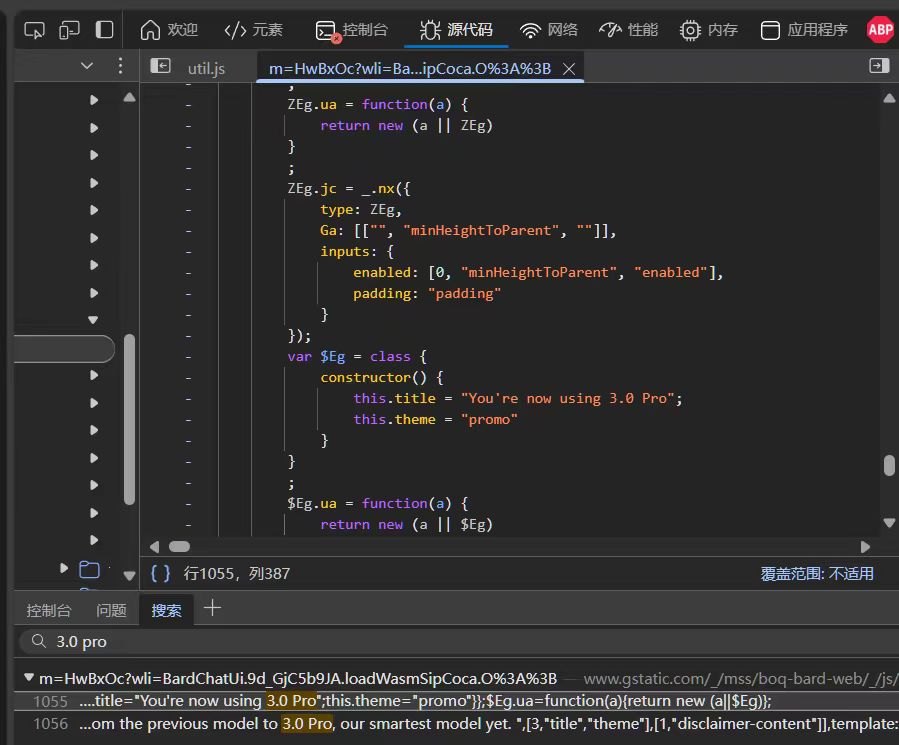 欢迎 元素 控制台 源代码 网络 性能 内存 应用程序 ABP
util.js m=HwBxOc?wli=Ba...ipCoca.O%3A%3B
;
ZEg.ua = function(a) {
return new (a || ZEg)
}
;
ZEg.jc = _.nx({
type: ZEg,
Ga: [["", "minHeightToParent", ""]],
inputs: {
enabled: [0, "minHeightToParent", "enabled"],
padding: "padding"
}
});
var $Eg = class {
constructor() {
this.title = "You're now using 3.0 Pro";
this.theme = "promo"
}
}
;
$Eg.ua = function(a) {
return new (a || $Eg)
{ } 行1055，列387 覆盖范围: 不适用
控制台 问题 搜索
3.0 pro
m=HwBxOc?wli=BardChatUi.9d_GjC5b9JA.loadWasmSipCoca.O%3A%3B — www.gstatic.com/_/mss/boq-bard-web/_/js/
1055 ....title="You're now using 3.0 Pro";this.theme="promo"}};$Eg.ua=function(a){return new (a||$Eg)};
1056 ...om the previous model to 3.0 Pro, our smartest model yet. ",[3,"title","theme"],[1,"disclaimer-content"]],template: